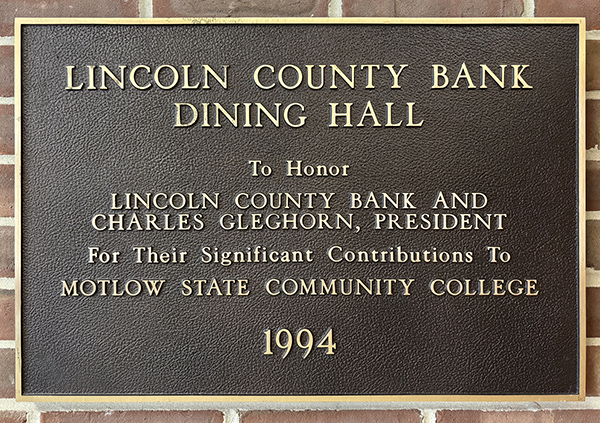 LINCOLN COUNTY BANK
DINING HALL
To Honor
LINCOLN COUNTY BANK AND
CHARLES GLEGHORN, PRESIDENT
For Their Significant Contributions To
MOTLOW STATE COMMUNITY COLLEGE
1994